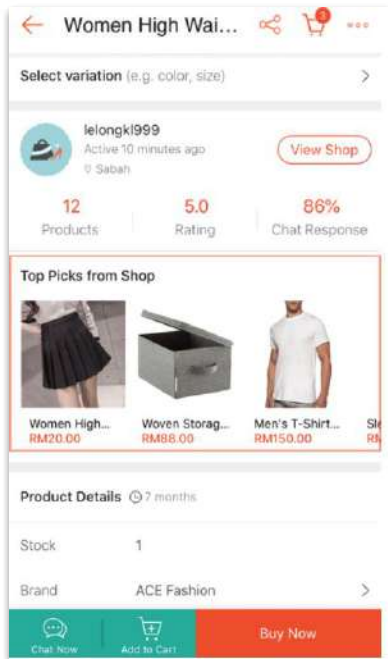 Women High Wai...
3
Select variation (e.g. color, size)
lelongkl999
Active 10 minutes ago
Sabah
View Shop
12
Products
5.0
Rating
86%
Chat Response
Top Picks from Shop
Women High...
RM20.00
Woven Storag...
RM88.00
Men's T-Shirt...
RM150.00
Sle
RM
Product Details 7 months
Stock 1
Brand ACE Fashion
Chat Now
Add to Cart
Buy Now